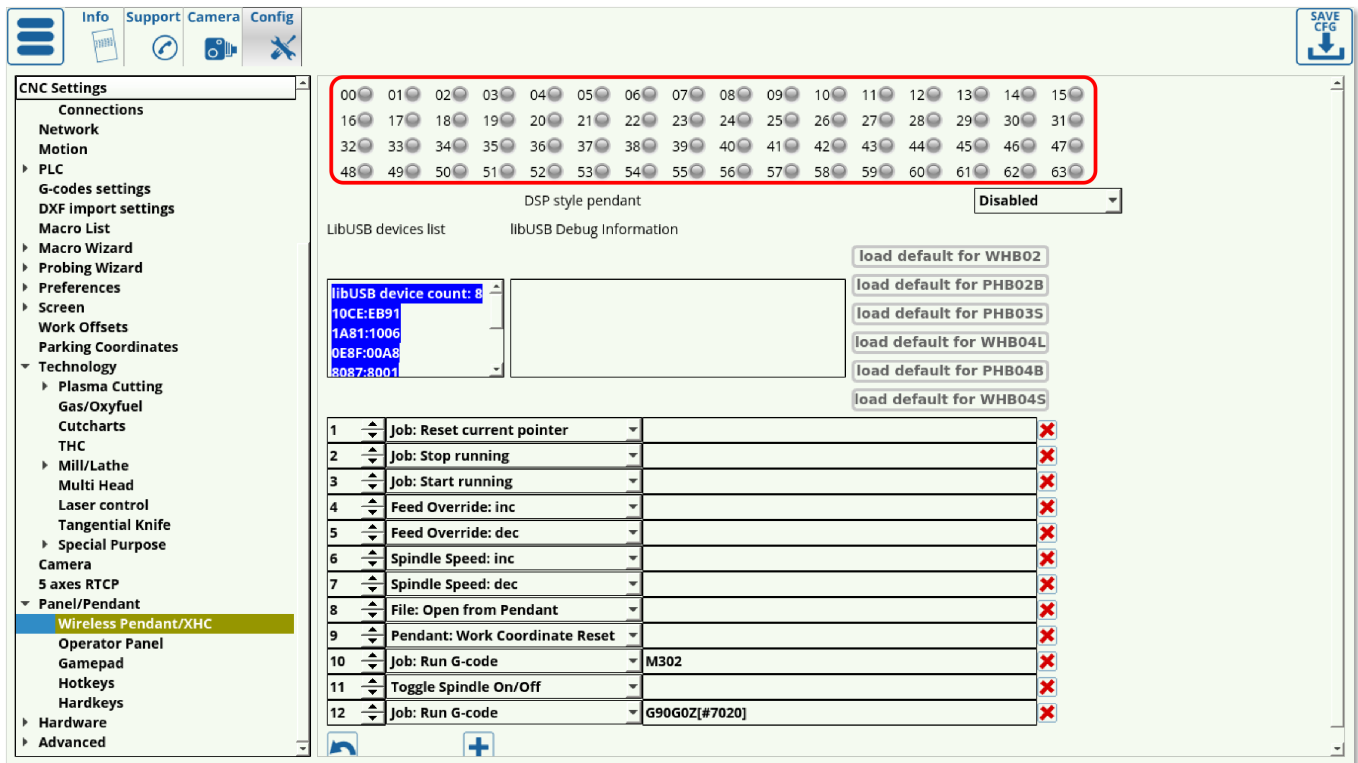 Info Support Camera Config
SAVE
CFG
CNC Settings
Connections
Network
Motion
PLC
G-codes settings
DXF import settings
Macro List
Macro Wizard
Probing Wizard
Preferences
Screen
Work Offsets
Parking Coordinates
Technology
Plasma Cutting
Gas/Oxyfuel
Cutcharts
THC
Mill/Lathe
Multi Head
Laser control
Tangential Knife
Special Purpose
Camera
5 axes RTCP
Panel/Pendant
Wireless Pendant/XHC
Operator Panel
Gamepad
Hotkeys
Hardkeys
Hardware
Advanced
00 01 02 03 04 05 06 07 08 09 10 11 12 13 14 15
16 17 18 19 20 21 22 23 24 25 26 27 28 29 30 31
32 33 34 35 36 37 38 39 40 41 42 43 44 45 46 47
48 49 50 51 52 53 54 55 56 57 58 59 60 61 62 63
DSP style pendant Disabled
LibUSB devices list libUSB Debug Information
libUSB device count: 8
10CE:EB91
1A81:1006
0E8F:00A8
8087:8001
load default for WHB02
load default for PHB02B
load default for PHB03S
load default for WHB04L
load default for PHB04B
load default for WHB04S
1 Job: Reset current pointer
2 Job: Stop running
3 Job: Start running
4 Feed Override: inc
5 Feed Override: dec
6 Spindle Speed: inc
7 Spindle Speed: dec
8 File: Open from Pendant
9 Pendant: Work Coordinate Reset
10 Job: Run G-code M302
11 Toggle Spindle On/Off
12 Job: Run G-code G90G0Z[#7020]